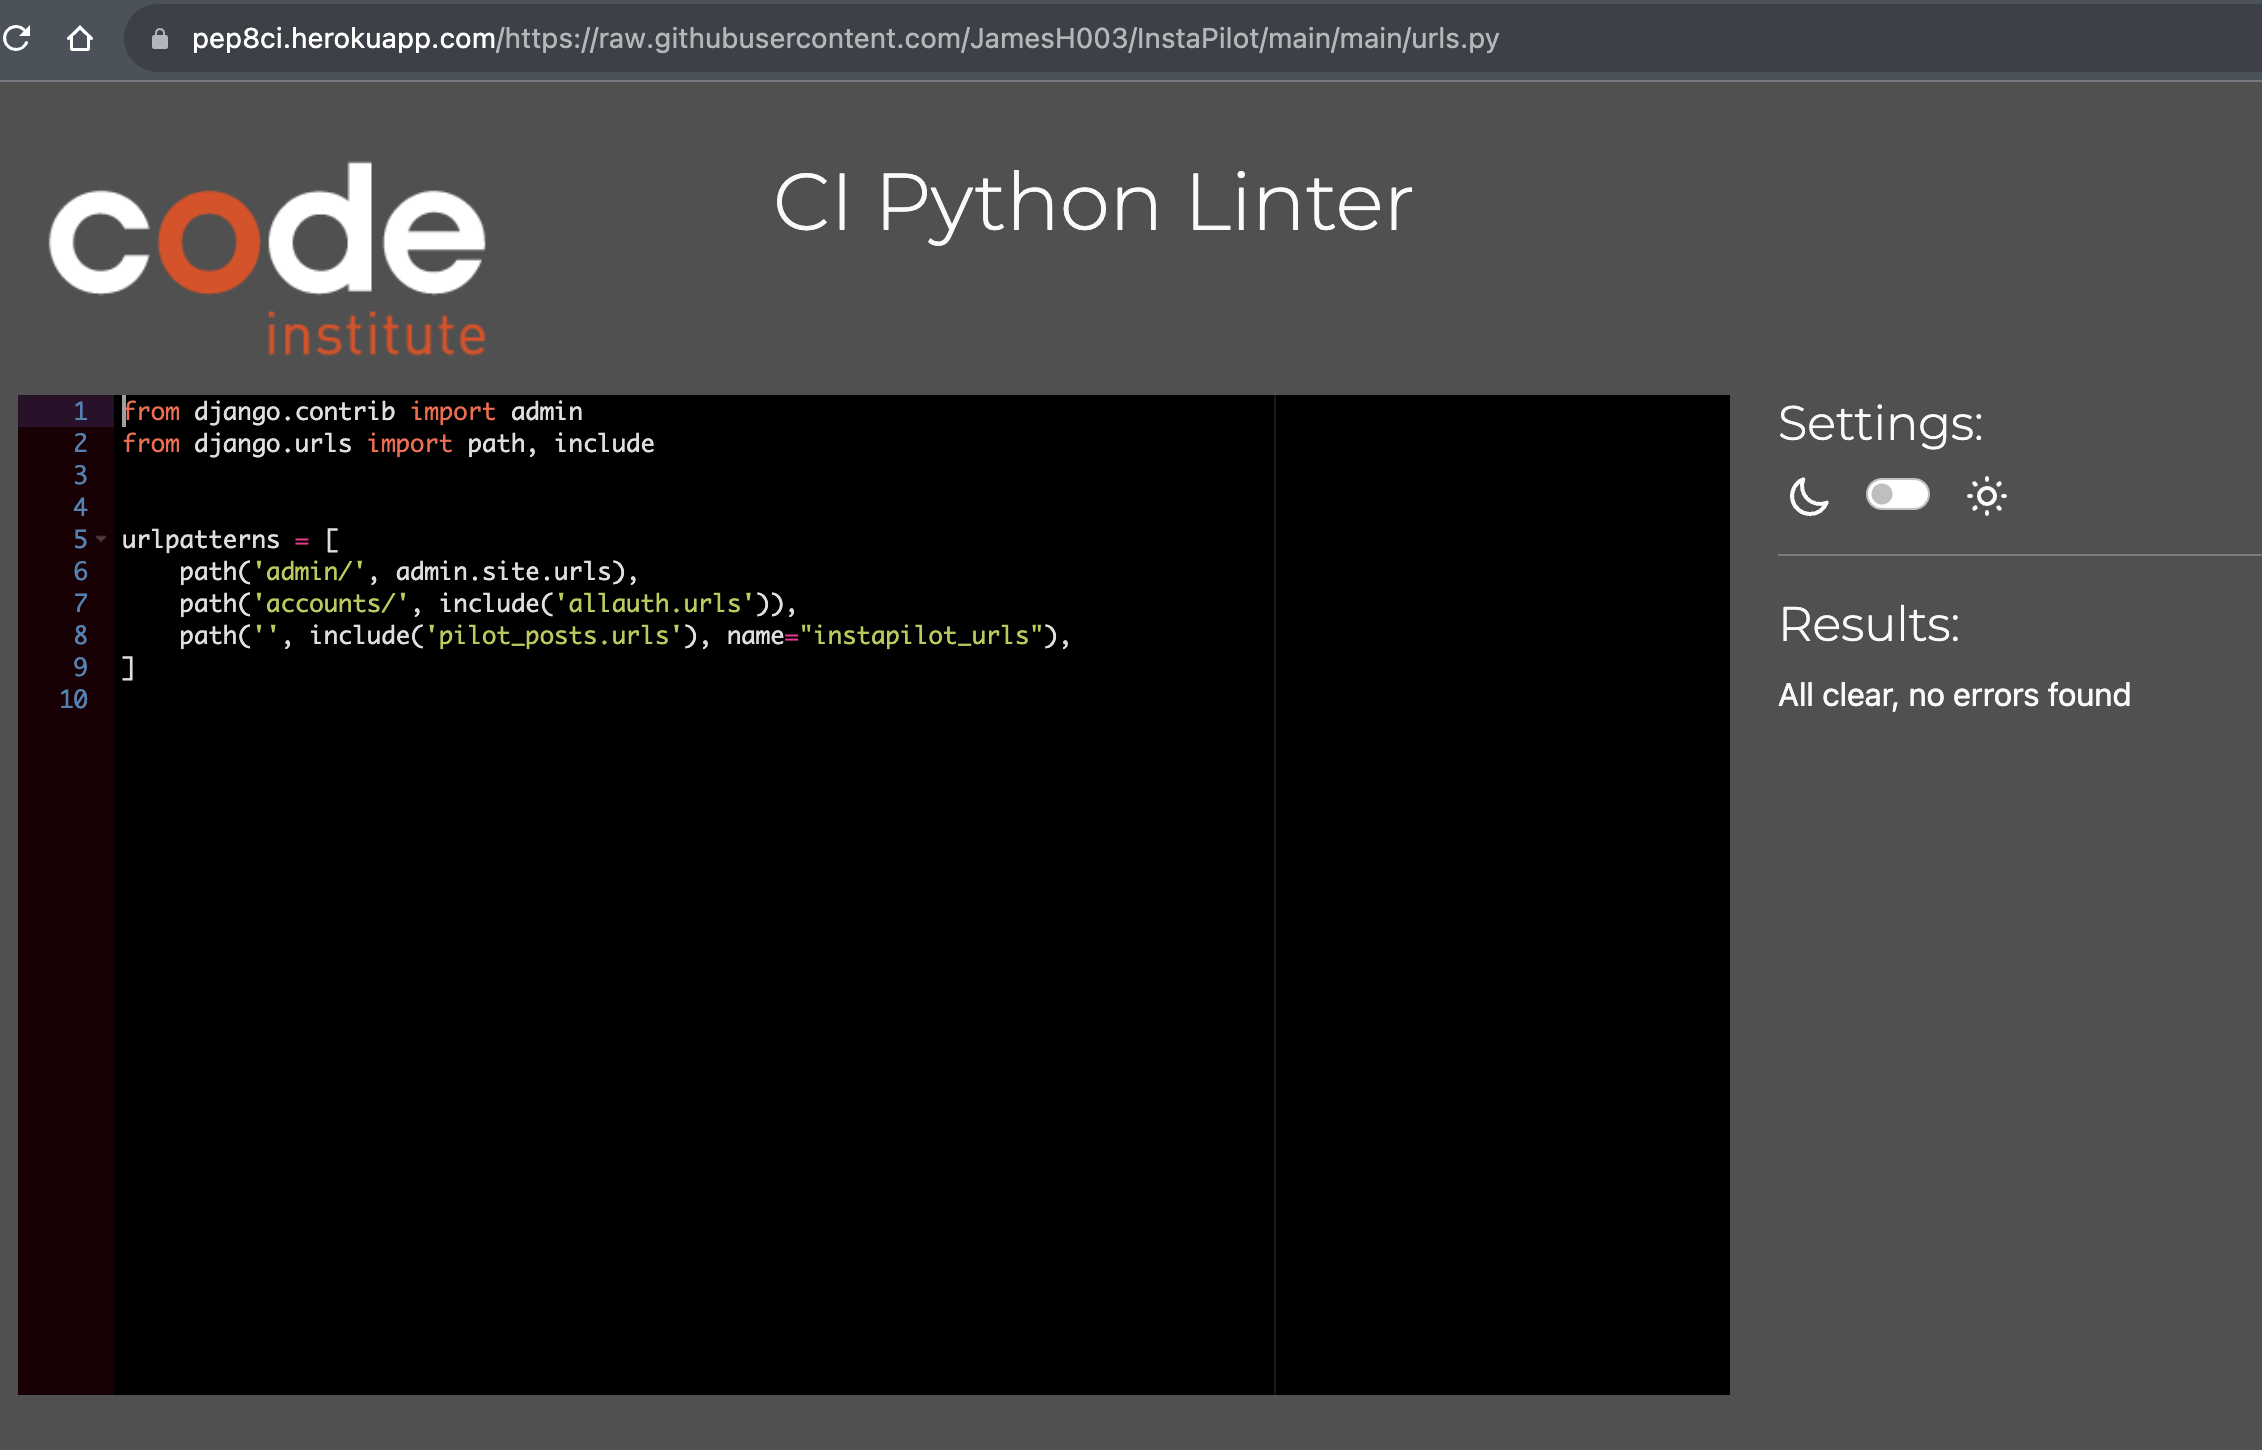 pep8ci.herokuapp.com/https://raw.githubusercontent.com/JamesH003/InstaPilot/main/main/urls.py
code
institute
CI Python Linter
1 from django.contrib import admin
2 from django.urls import path, include
3
4
5 urlpatterns = [
6     path('admin/', admin.site.urls),
7     path('accounts/', include('allauth.urls')),
8     path('', include('pilot_posts.urls'), name="instapilot_urls"),
9 ]
10
Settings:
Results:
All clear, no errors found